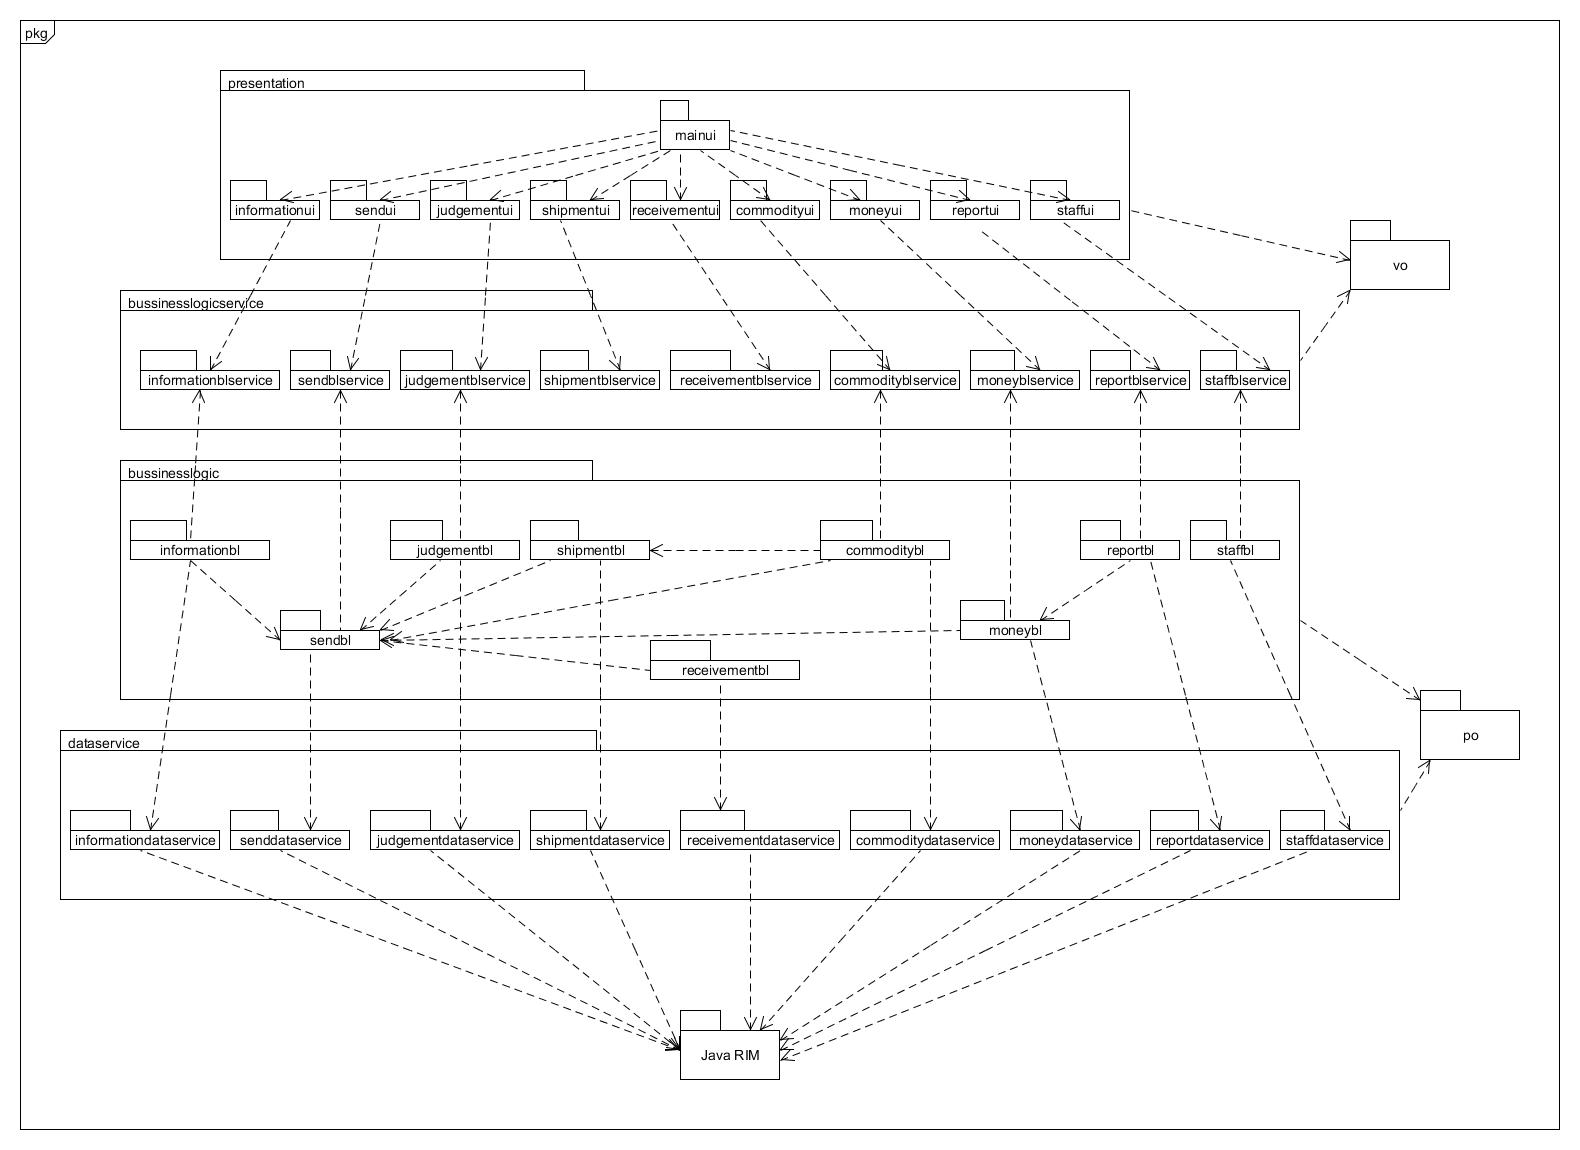 pkg
presentation
mainui
informationui
sendui
judgementui
shipmentui
receivementui
commodityui
moneyui
reportui
staffui
vo
bussinesslogicservice
informationblservice
sendblservice
judgementblservice
shipmentblservice
receivementblservice
commodityblservice
moneyblservice
reportblservice
staffblservice
bussinesslogic
informationbl
judgementbl
shipmentbl
commoditybl
reportbl
staffbl
sendbl
moneybl
receivementbl
po
dataservice
informationdataservice
senddataservice
judgementdataservice
shipmentdataservice
receivementdataservice
commoditydataservice
moneydataservice
reportdataservice
staffdataservice
Java RIM